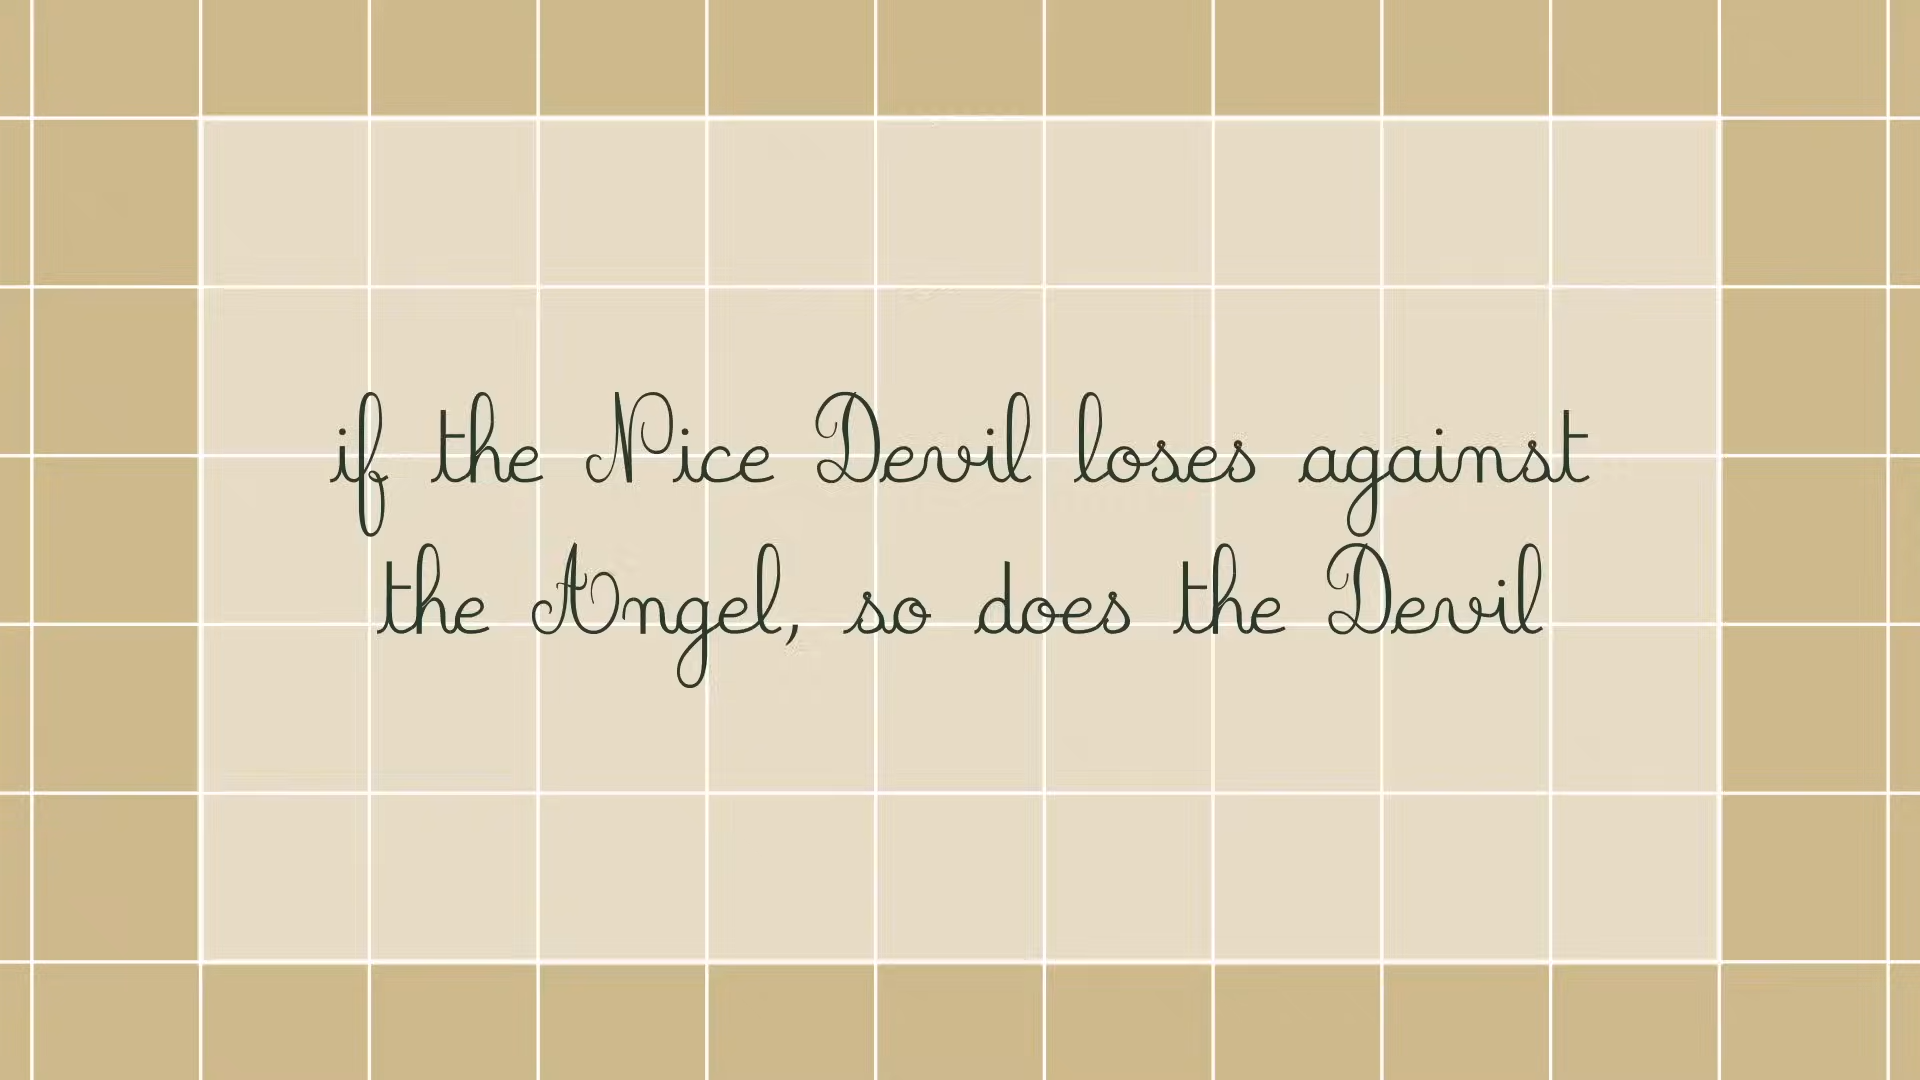 if the Nice Devil loses against
the Angel, so does the Devil